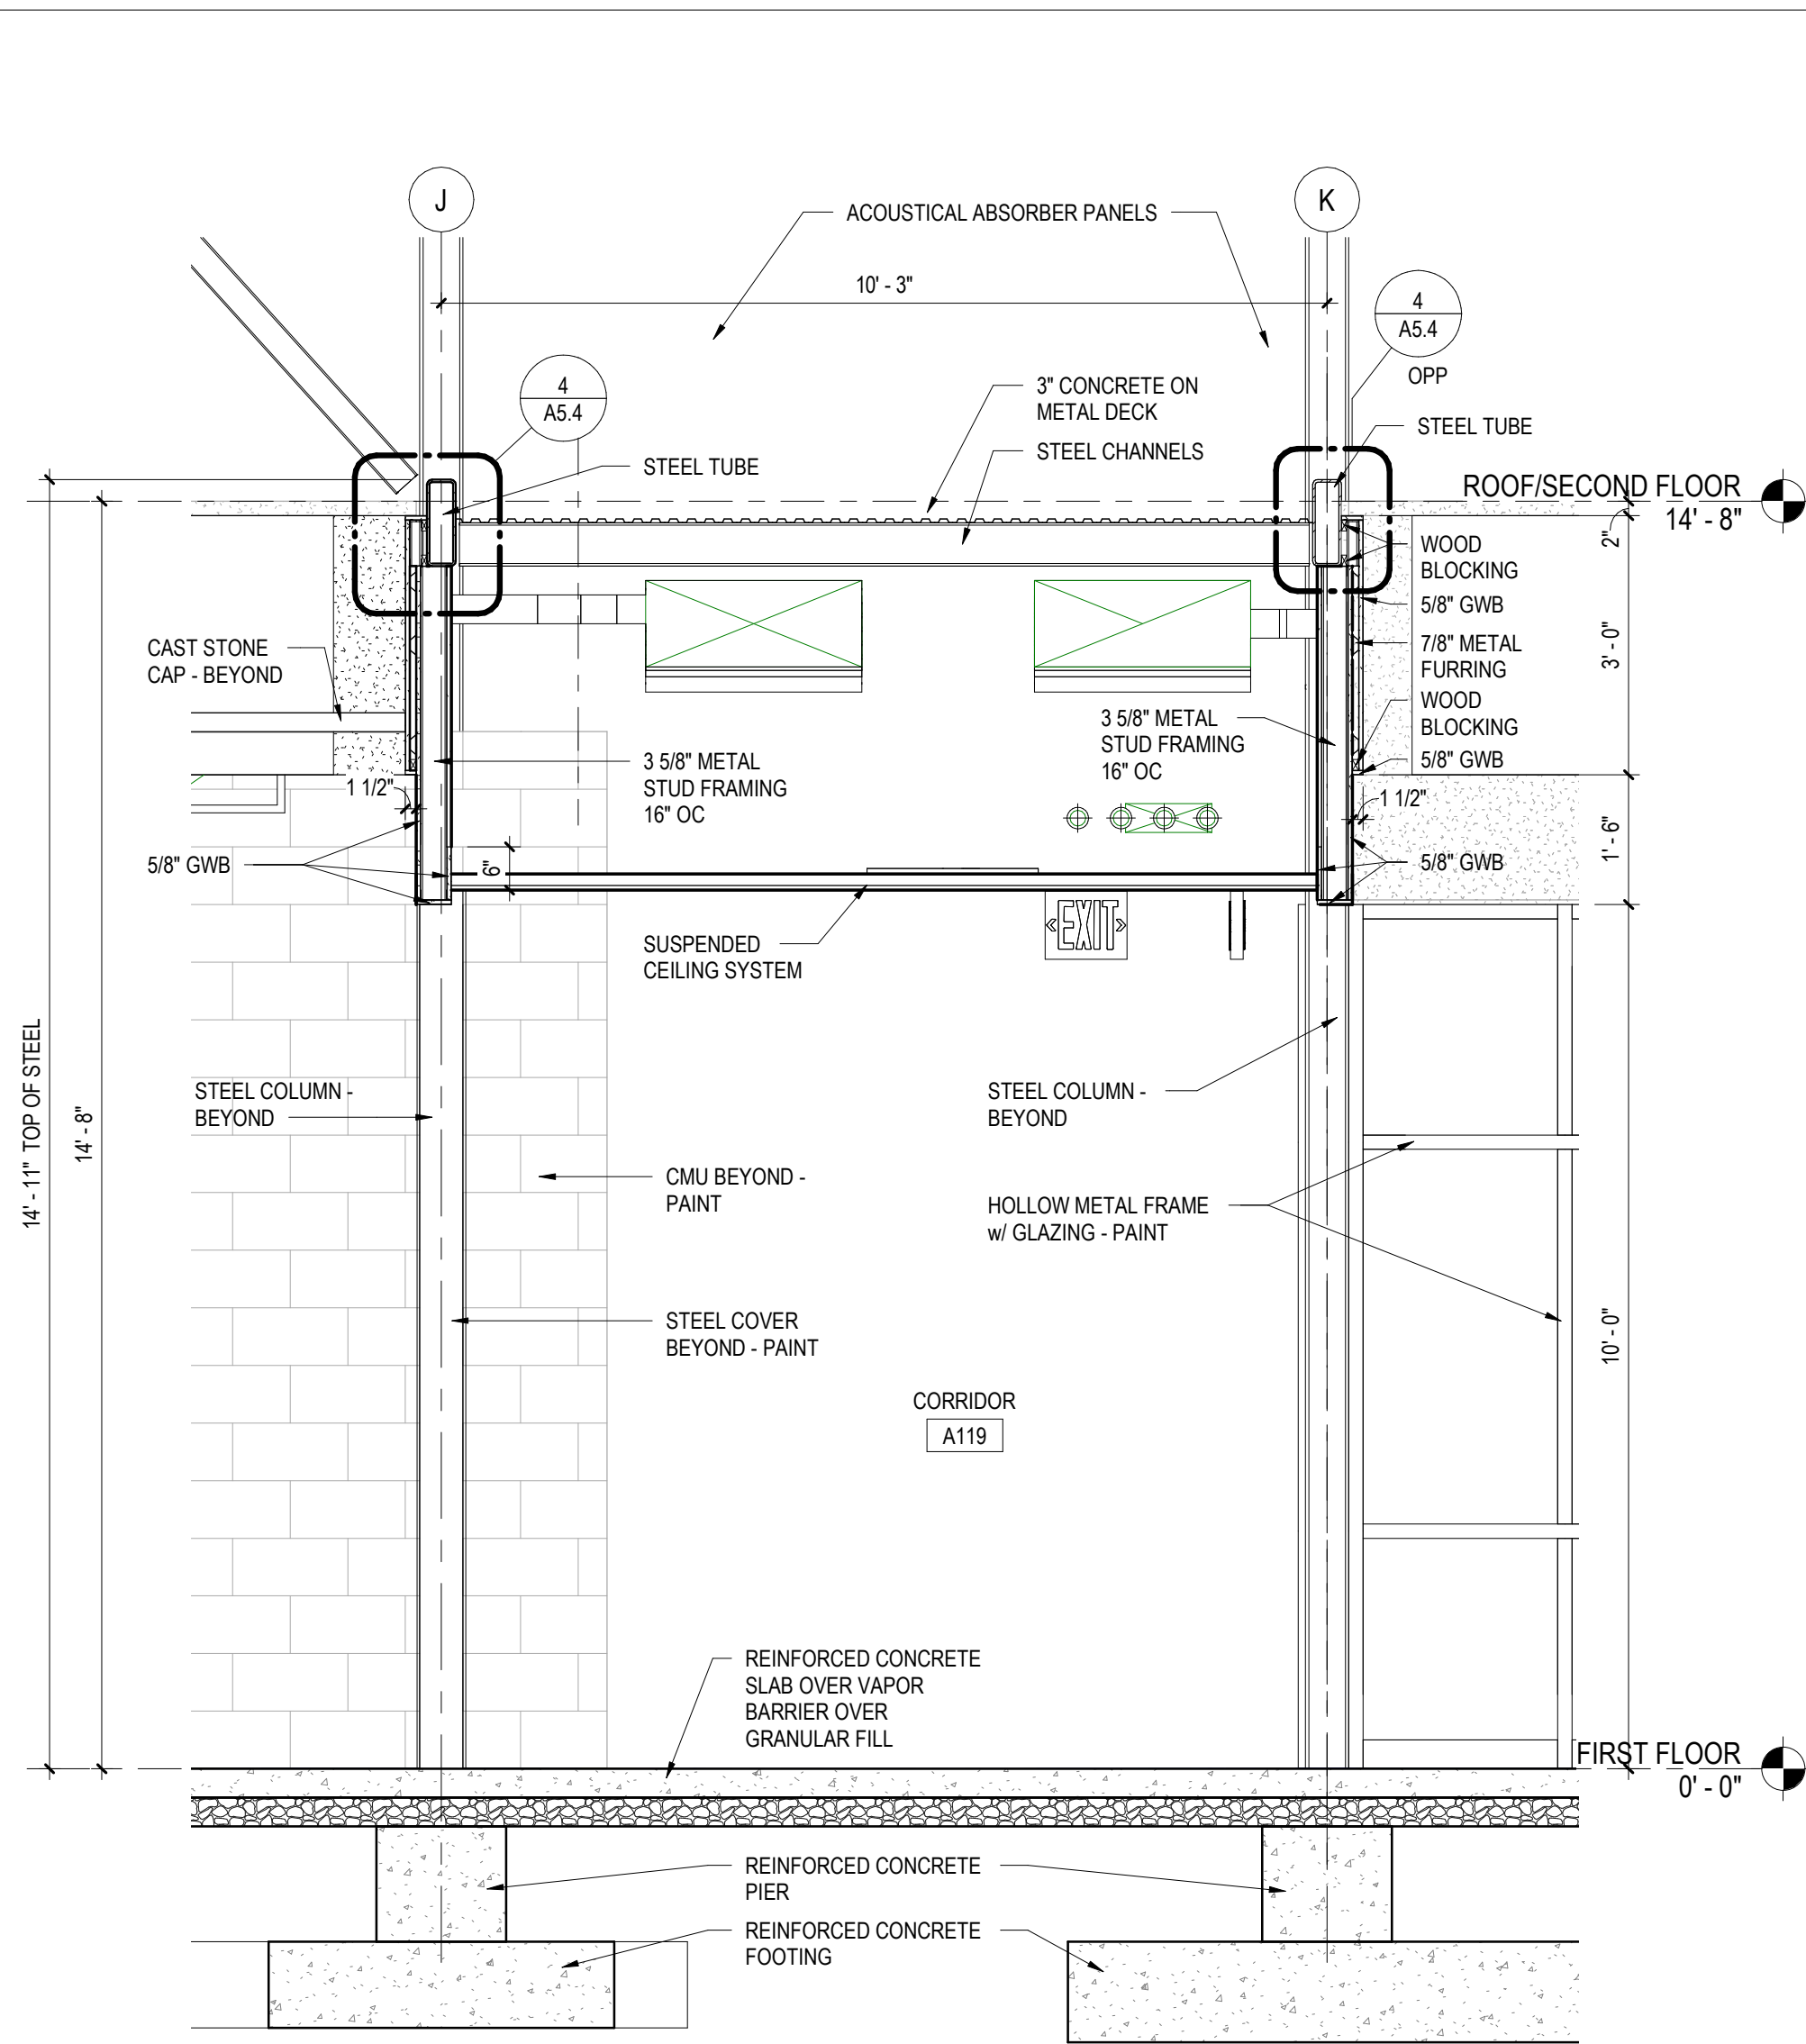 J
K
ACOUSTICAL ABSORBER PANELS
10' - 3"
4
A5.4
OPP
4
A5.4
3" CONCRETE ON
METAL DECK
STEEL CHANNELS
STEEL TUBE
STEEL TUBE
ROOF/SECOND FLOOR
14' - 8"
2"
WOOD
BLOCKING
5/8" GWB
7/8" METAL
FURRING
WOOD
BLOCKING
5/8" GWB
3' - 0"
CAST STONE
CAP - BEYOND
3 5/8" METAL
STUD FRAMING
16" OC
3 5/8" METAL
STUD FRAMING
16" OC
1 1/2"
1 1/2"
5/8" GWB
6"
5/8" GWB
1' - 6"
EXIT
SUSPENDED
CEILING SYSTEM
14' - 11" TOP OF STEEL
14' - 8"
STEEL COLUMN -
BEYOND
STEEL COLUMN -
BEYOND
CMU BEYOND -
PAINT
HOLLOW METAL FRAME
w/ GLAZING - PAINT
STEEL COVER
BEYOND - PAINT
10' - 0"
CORRIDOR
A119
REINFORCED CONCRETE
SLAB OVER VAPOR
BARRIER OVER
GRANULAR FILL
FIRST FLOOR
0' - 0"
REINFORCED CONCRETE
PIER
REINFORCED CONCRETE
FOOTING